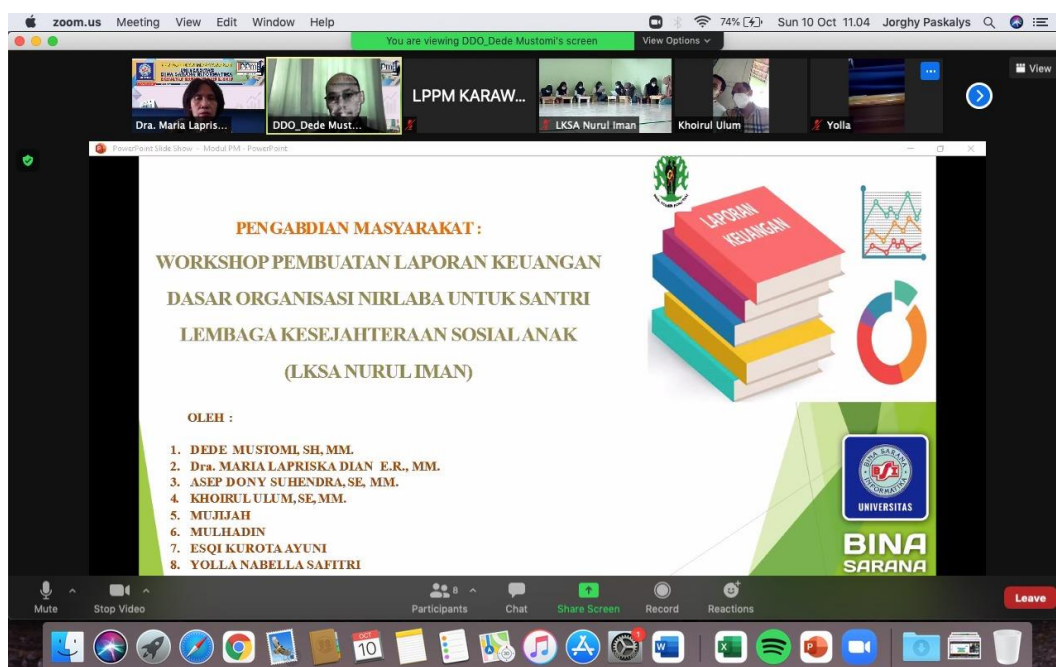 zoom.us Meeting View Edit Window Help 74% Sun 10 Oct 11.04 Jorghy Paskalys
You are viewing DDO_Dede Mustomi's screen View Options
View
Dra. Maria Lapris...
DDO_Dede Must...
LPPM KARAW...
LKSA Nurul Iman
Khoirul Ulum
Yolla
PowerPoint Slide Show - Modul PM - PowerPoint
PENGABDIAN MASYARAKAT :
WORKSHOP PEMBUATAN LAPORAN KEUANGAN
DASAR ORGANISASI NIRLABA UNTUK SANTRI
LEMBAGA KESEJAHTERAAN SOSIAL ANAK
(LKSA NURUL IMAN)
LAPORAN
KEUANGAN
OLEH :
1. DEDE MUSTOMI, SH, MM.
2. Dra. MARIA LAPRISKA DIAN E.R., MM.
3. ASEP DONY SUHENDRA, SE, MM.
4. KHOIRUL ULUM, SE, MM.
5. MUJIJAH
6. MULHADIN
7. ESQI KUROTA AYUNI
8. YOLLA NABELLA SAFITRI
BINA SARANA
BSI
INFORMATIKA
UNIVERSITAS
BINA
SARANA
Mute Stop Video Participants 8 Chat Share Screen Record Reactions Leave
OCT
10